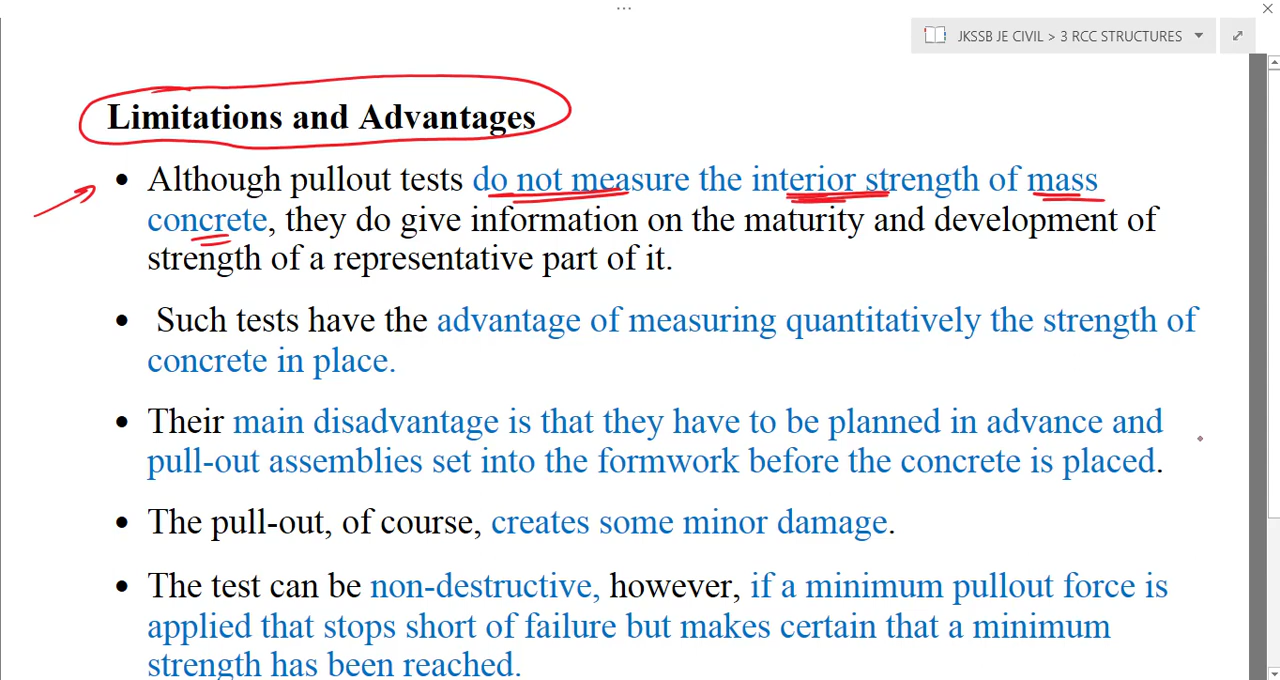 ...
JKSSB JE CIVIL > 3 RCC STRUCTURES
Limitations and Advantages
• Although pullout tests do not measure the interior strength of mass
concrete, they do give information on the maturity and development of
strength of a representative part of it.
• Such tests have the advantage of measuring quantitatively the strength of
concrete in place.
• Their main disadvantage is that they have to be planned in advance and
pull-out assemblies set into the formwork before the concrete is placed.
• The pull-out, of course, creates some minor damage.
• The test can be non-destructive, however, if a minimum pullout force is
applied that stops short of failure but makes certain that a minimum
strength has been reached.